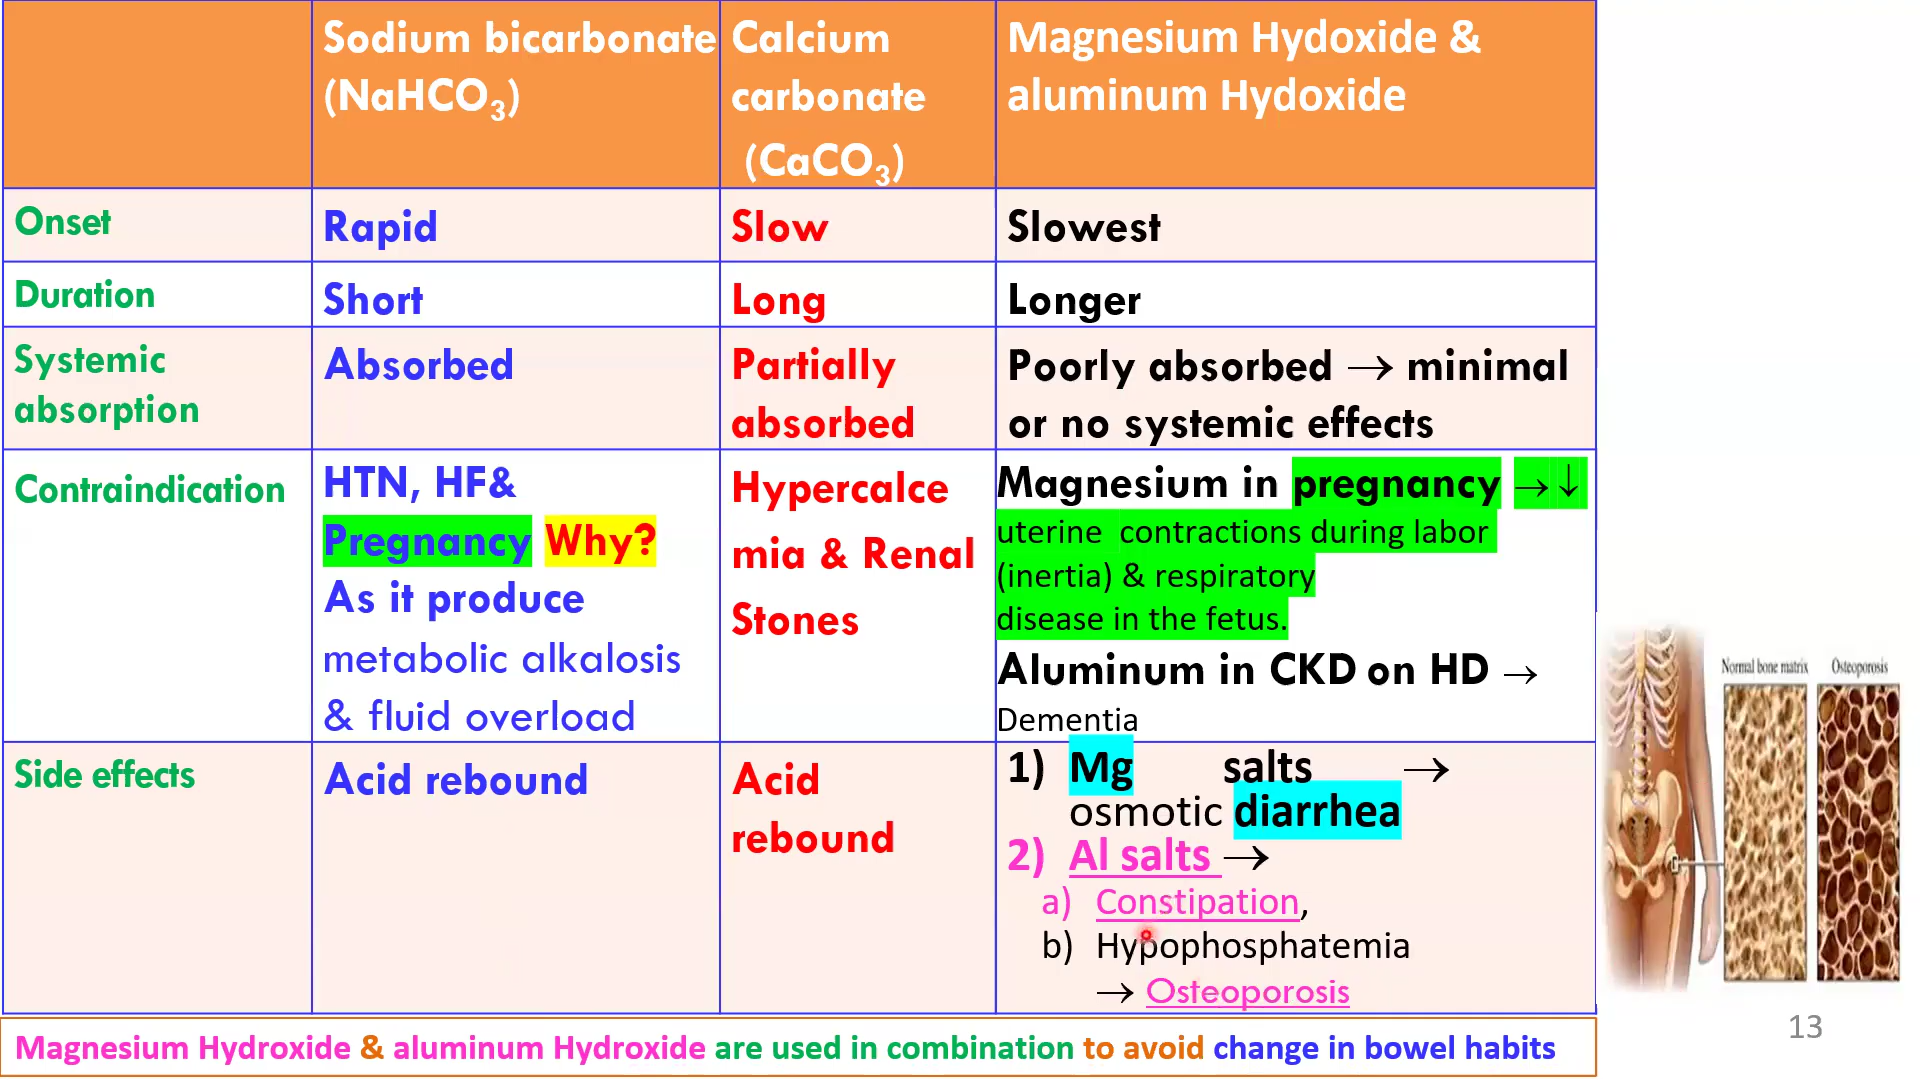 Sodium bicarbonate
(NaHCO3)
Calcium
carbonate
(CaCO3)
Magnesium Hydoxide &
aluminum Hydoxide
Onset
Rapid
Slow
Slowest
Duration
Short
Long
Longer
Systemic
absorption
Absorbed
Partially
absorbed
Poorly absorbed → minimal
or no systemic effects
Contraindication
HTN, HF&
Pregnancy Why?
As it produce
metabolic alkalosis
& fluid overload
Hypercalce
mia & Renal
Stones
Magnesium in pregnancy →↓
uterine contractions during labor
(inertia) & respiratory
disease in the fetus.
Aluminum in CKD on HD →
Dementia
Side effects
Acid rebound
Acid
rebound
1) Mg salts →
osmotic diarrhea
2) Al salts →
a) Constipation,
b) Hypophosphatemia
→ Osteoporosis
Normal bone matrix
Osteoporosis
Magnesium Hydroxide & aluminum Hydroxide are used in combination to avoid change in bowel habits
13